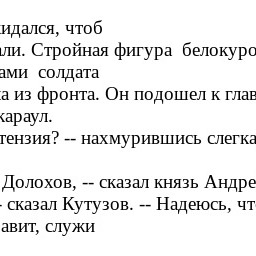 идался, чтоб
али. Стройная фигура белокуро
ами солдата
а из фронта. Он подошел к глав
караул.
тензия? -- нахмурившись слегка
Долохов, -- сказал князь Андре
- сказал Кутузов. -- Надеюсь, чт
авит, служи